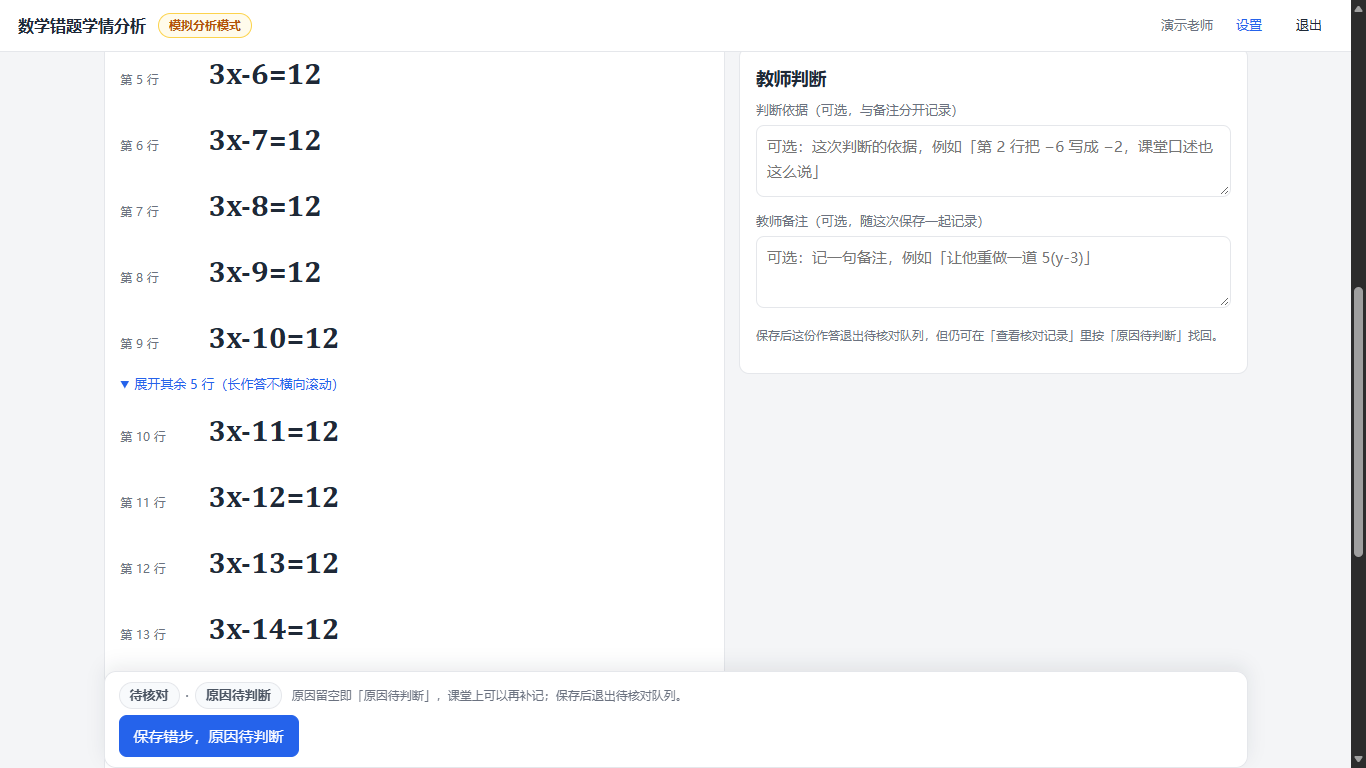 数学错题学情分析 模拟分析模式 演示老师 设置 退出
第 5 行 3x-6=12
第 6 行 3x-7=12
第 7 行 3x-8=12
第 8 行 3x-9=12
第 9 行 3x-10=12
▼ 展开其余 5 行（长作答不横向滚动）
第 10 行 3x-11=12
第 11 行 3x-12=12
第 12 行 3x-13=12
第 13 行 3x-14=12
教师判断
判断依据（可选，与备注分开记录）
可选：这次判断的依据，例如「第 2 行把 −6 写成 −2，课堂口述也
这么说」
教师备注（可选，随这次保存一起记录）
可选：记一句备注，例如「让他重做一道 5(y-3)」
保存后这份作答退出待核对队列，但仍可在「查看核对记录」里按「原因待判断」找回。
待核对 · 原因待判断 原因留空即「原因待判断」，课堂上可以再补记；保存后退出待核对队列。
保存错步，原因待判断